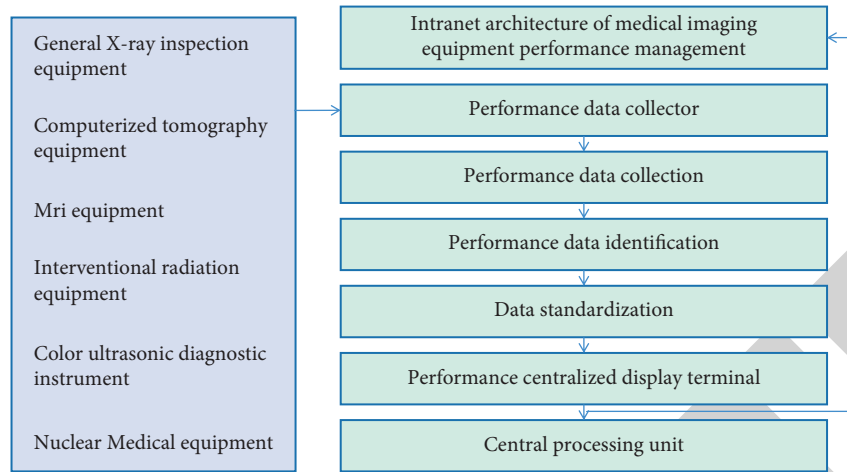 General X-ray inspection
equipment
Computerized tomography
equipment
Mri equipment
Interventional radiation
equipment
Color ultrasonic diagnostic
instrument
Nuclear Medical equipment
Intranet architecture of medical imaging
equipment performance management
Performance data collector
Performance data collection
Performance data identification
Data standardization
Performance centralized display terminal
Central processing unit